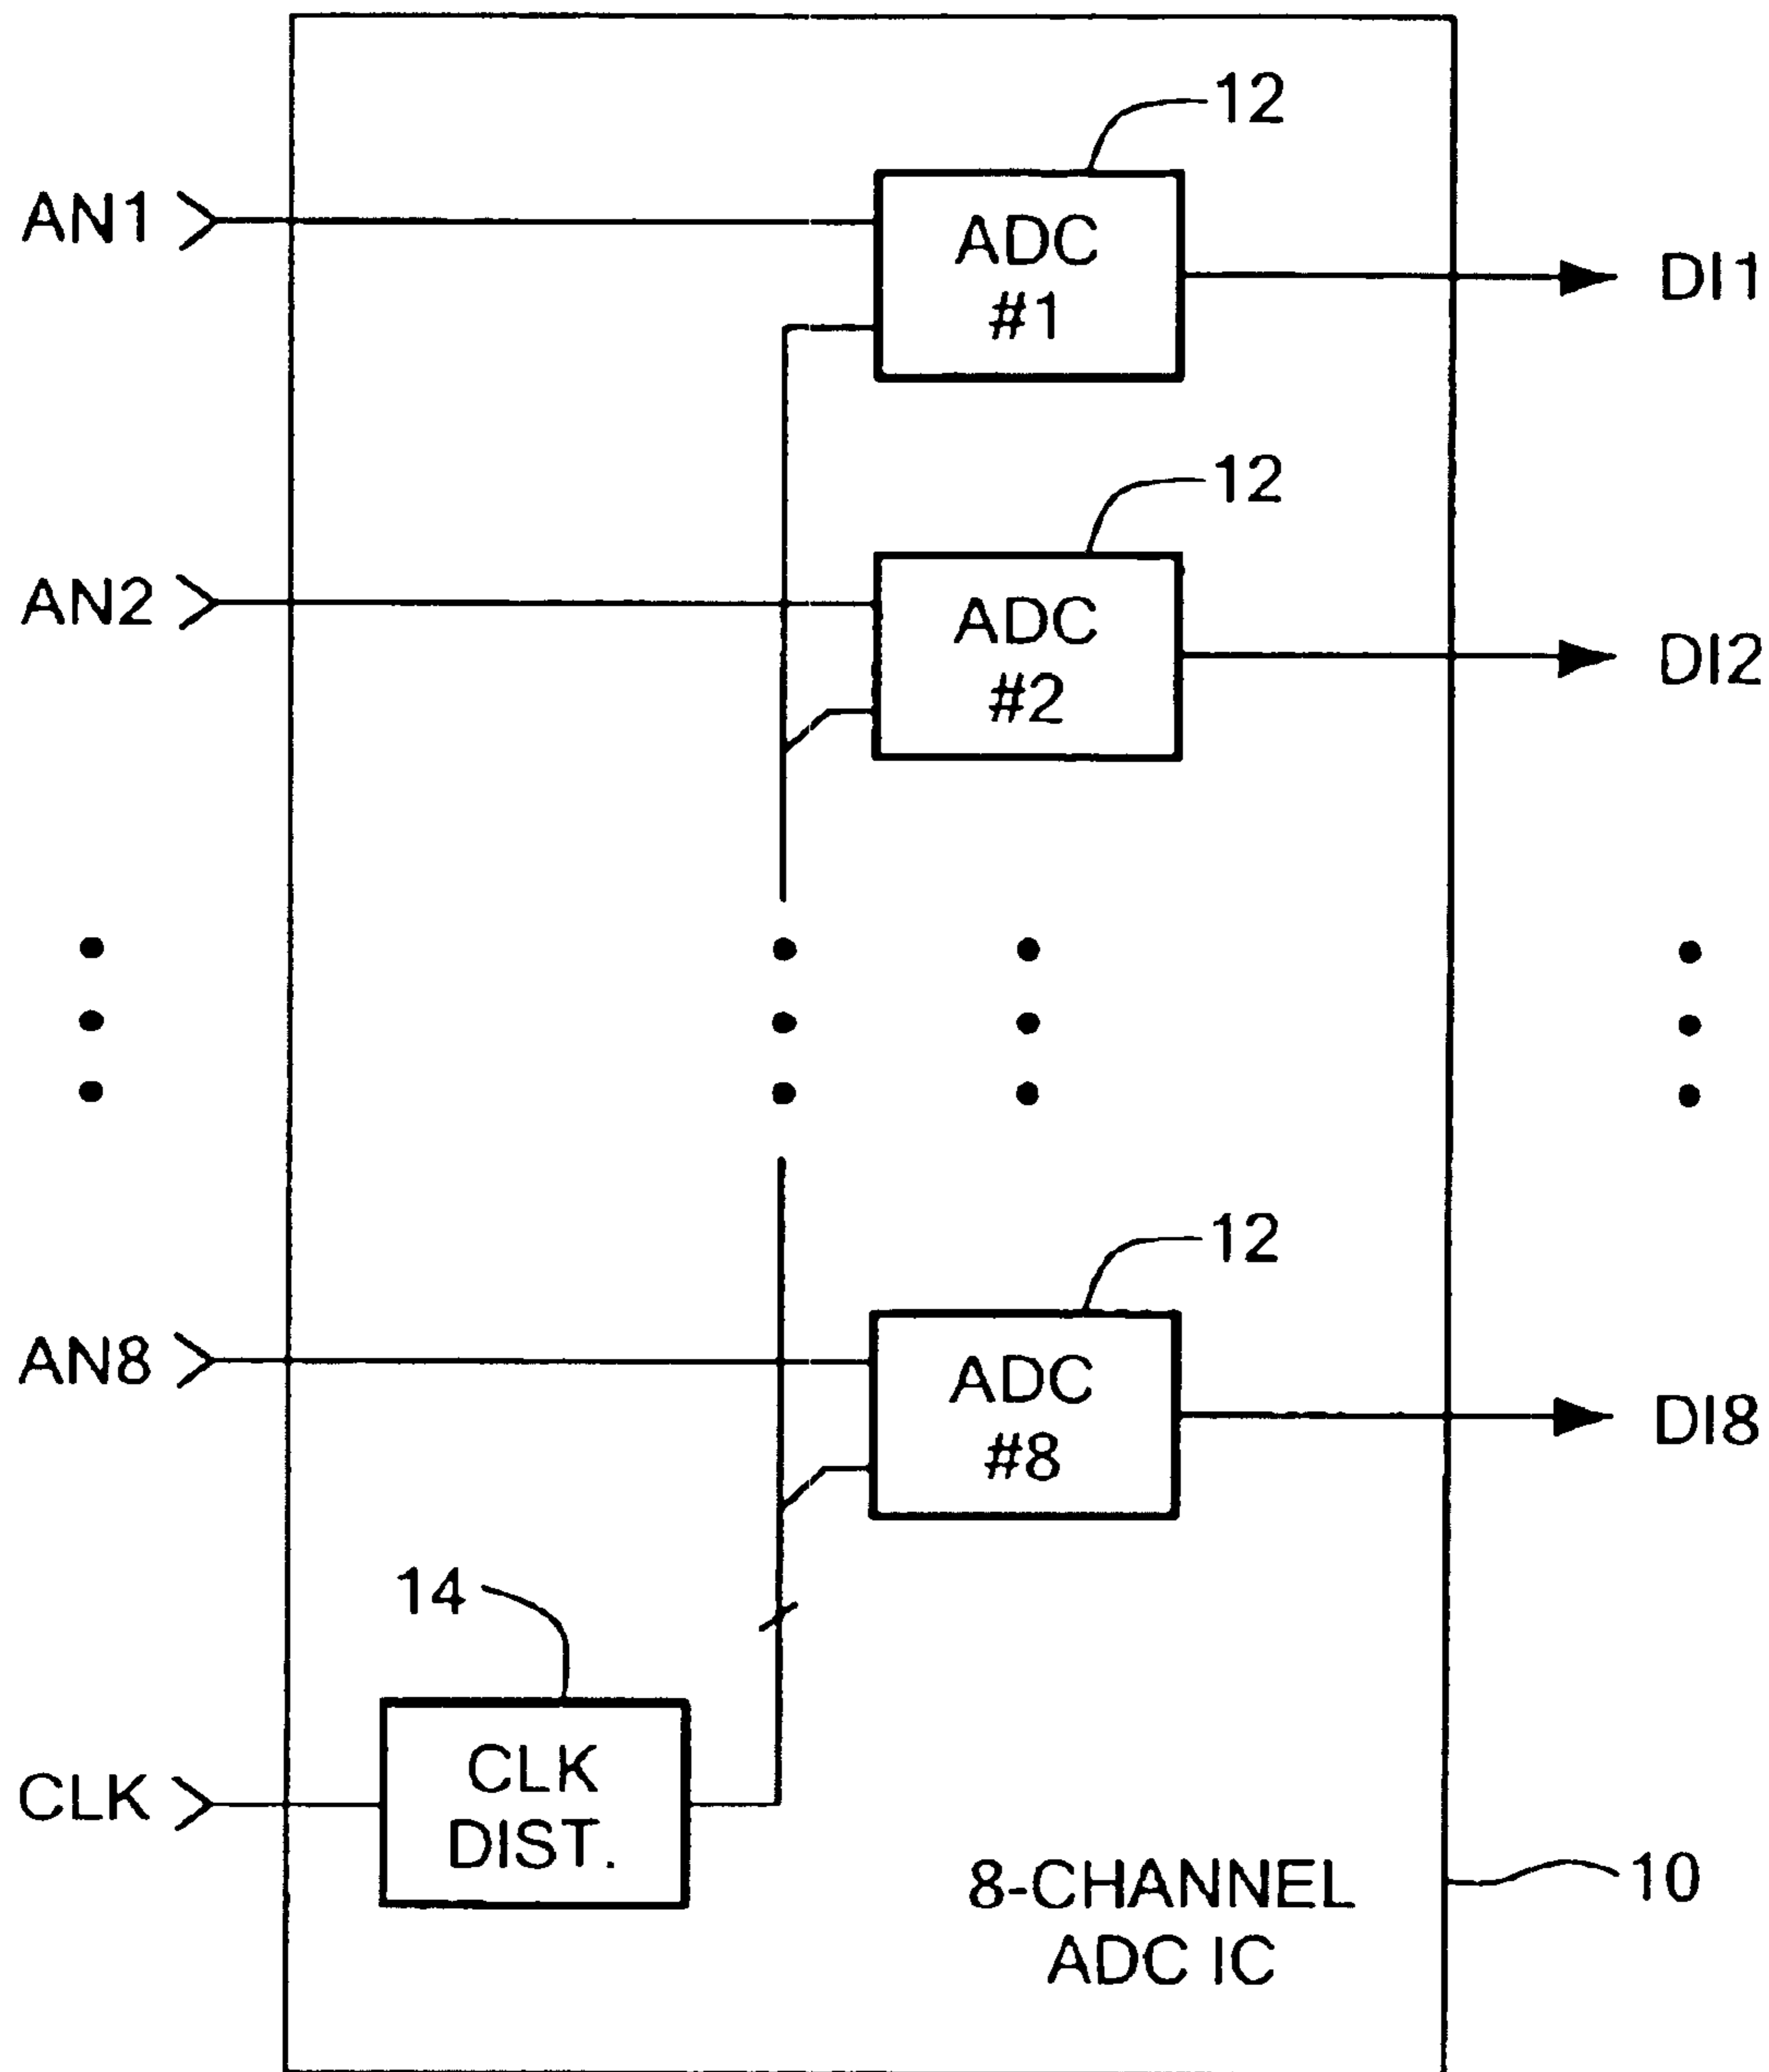 12
AN1
ADC
#1
DI1
12
AN2
ADC
#2
DI2
12
AN8
ADC
#8
DI8
14
CLK
CLK
DIST.
8-CHANNEL
ADC IC
10